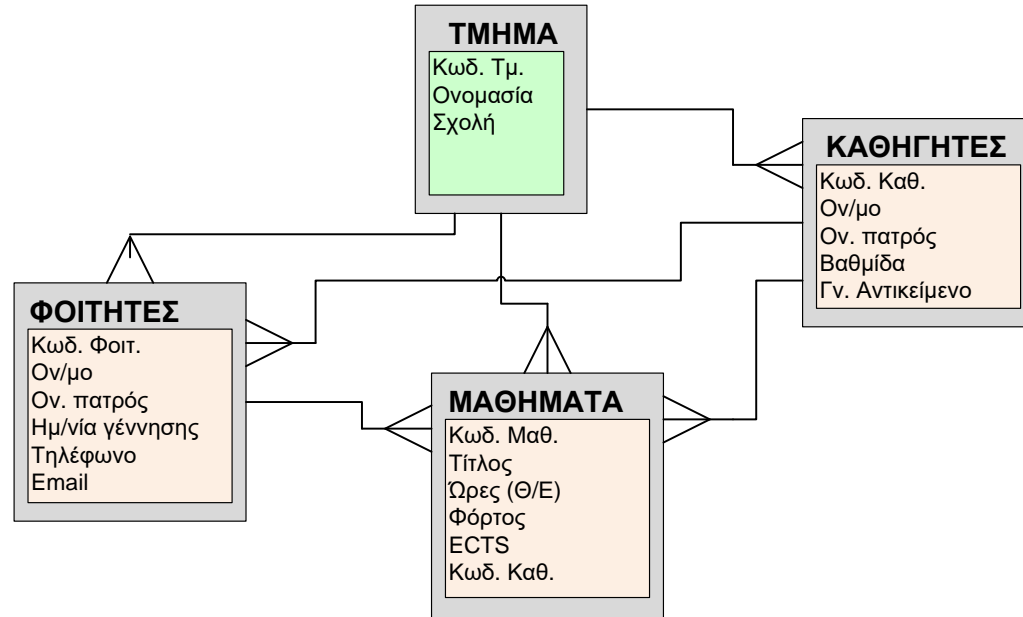 ΤΜΗΜΑ
Κωδ. Τμ.
Ονομασία
Σχολή
ΚΑΘΗΓΗΤΕΣ
Κωδ. Καθ.
Ον/μο
Ον. πατρός
Βαθμίδα
Γν. Αντικείμενο
ΦΟΙΤΗΤΕΣ
Κωδ. Φοιτ.
Ον/μο
Ον. πατρός
Ημ/νία γέννησης
Τηλέφωνο
Email
ΜΑΘΗΜΑΤΑ
Κωδ. Μαθ.
Τίτλος
Ώρες (Θ/Ε)
Φόρτος
ECTS
Κωδ. Καθ.